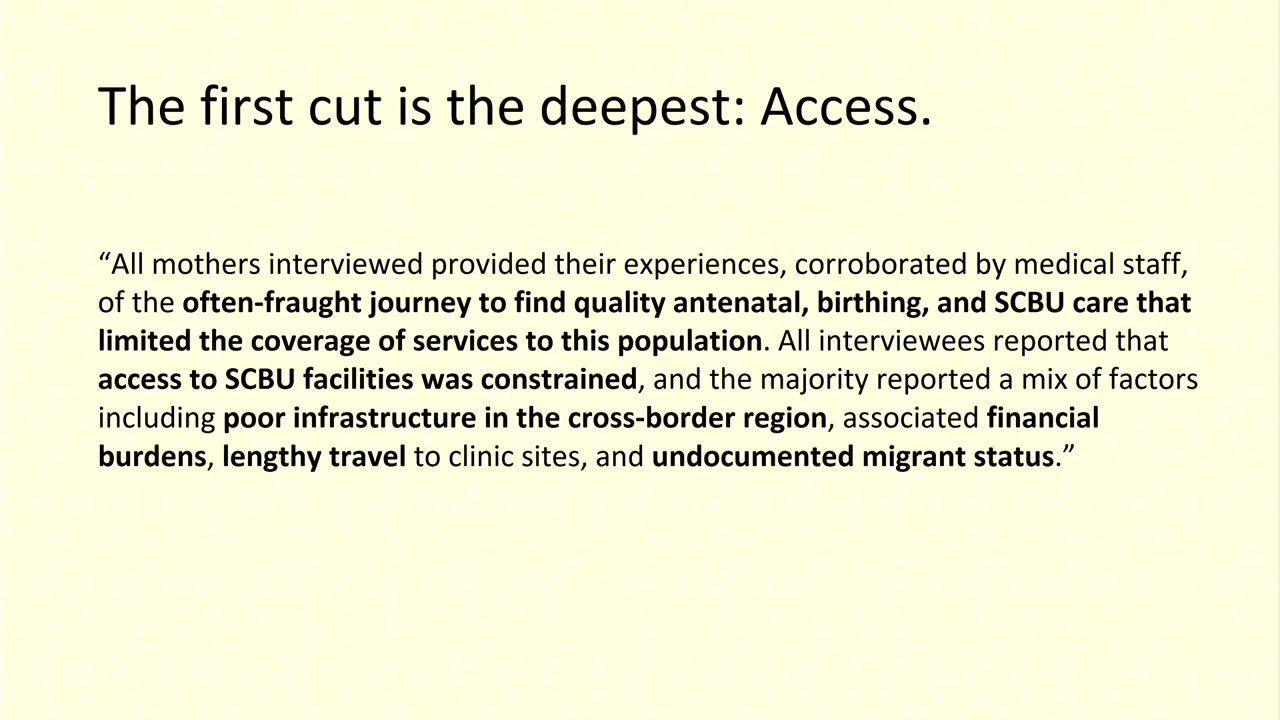 The first cut is the deepest: Access.
“All mothers interviewed provided their experiences, corroborated by medical staff,
of the often-fraught journey to find quality antenatal, birthing, and SCBU care that
limited the coverage of services to this population. All interviewees reported that
access to SCBU facilities was constrained, and the majority reported a mix of factors
including poor infrastructure in the cross-border region, associated financial
burdens, lengthy travel to clinic sites, and undocumented migrant status.”